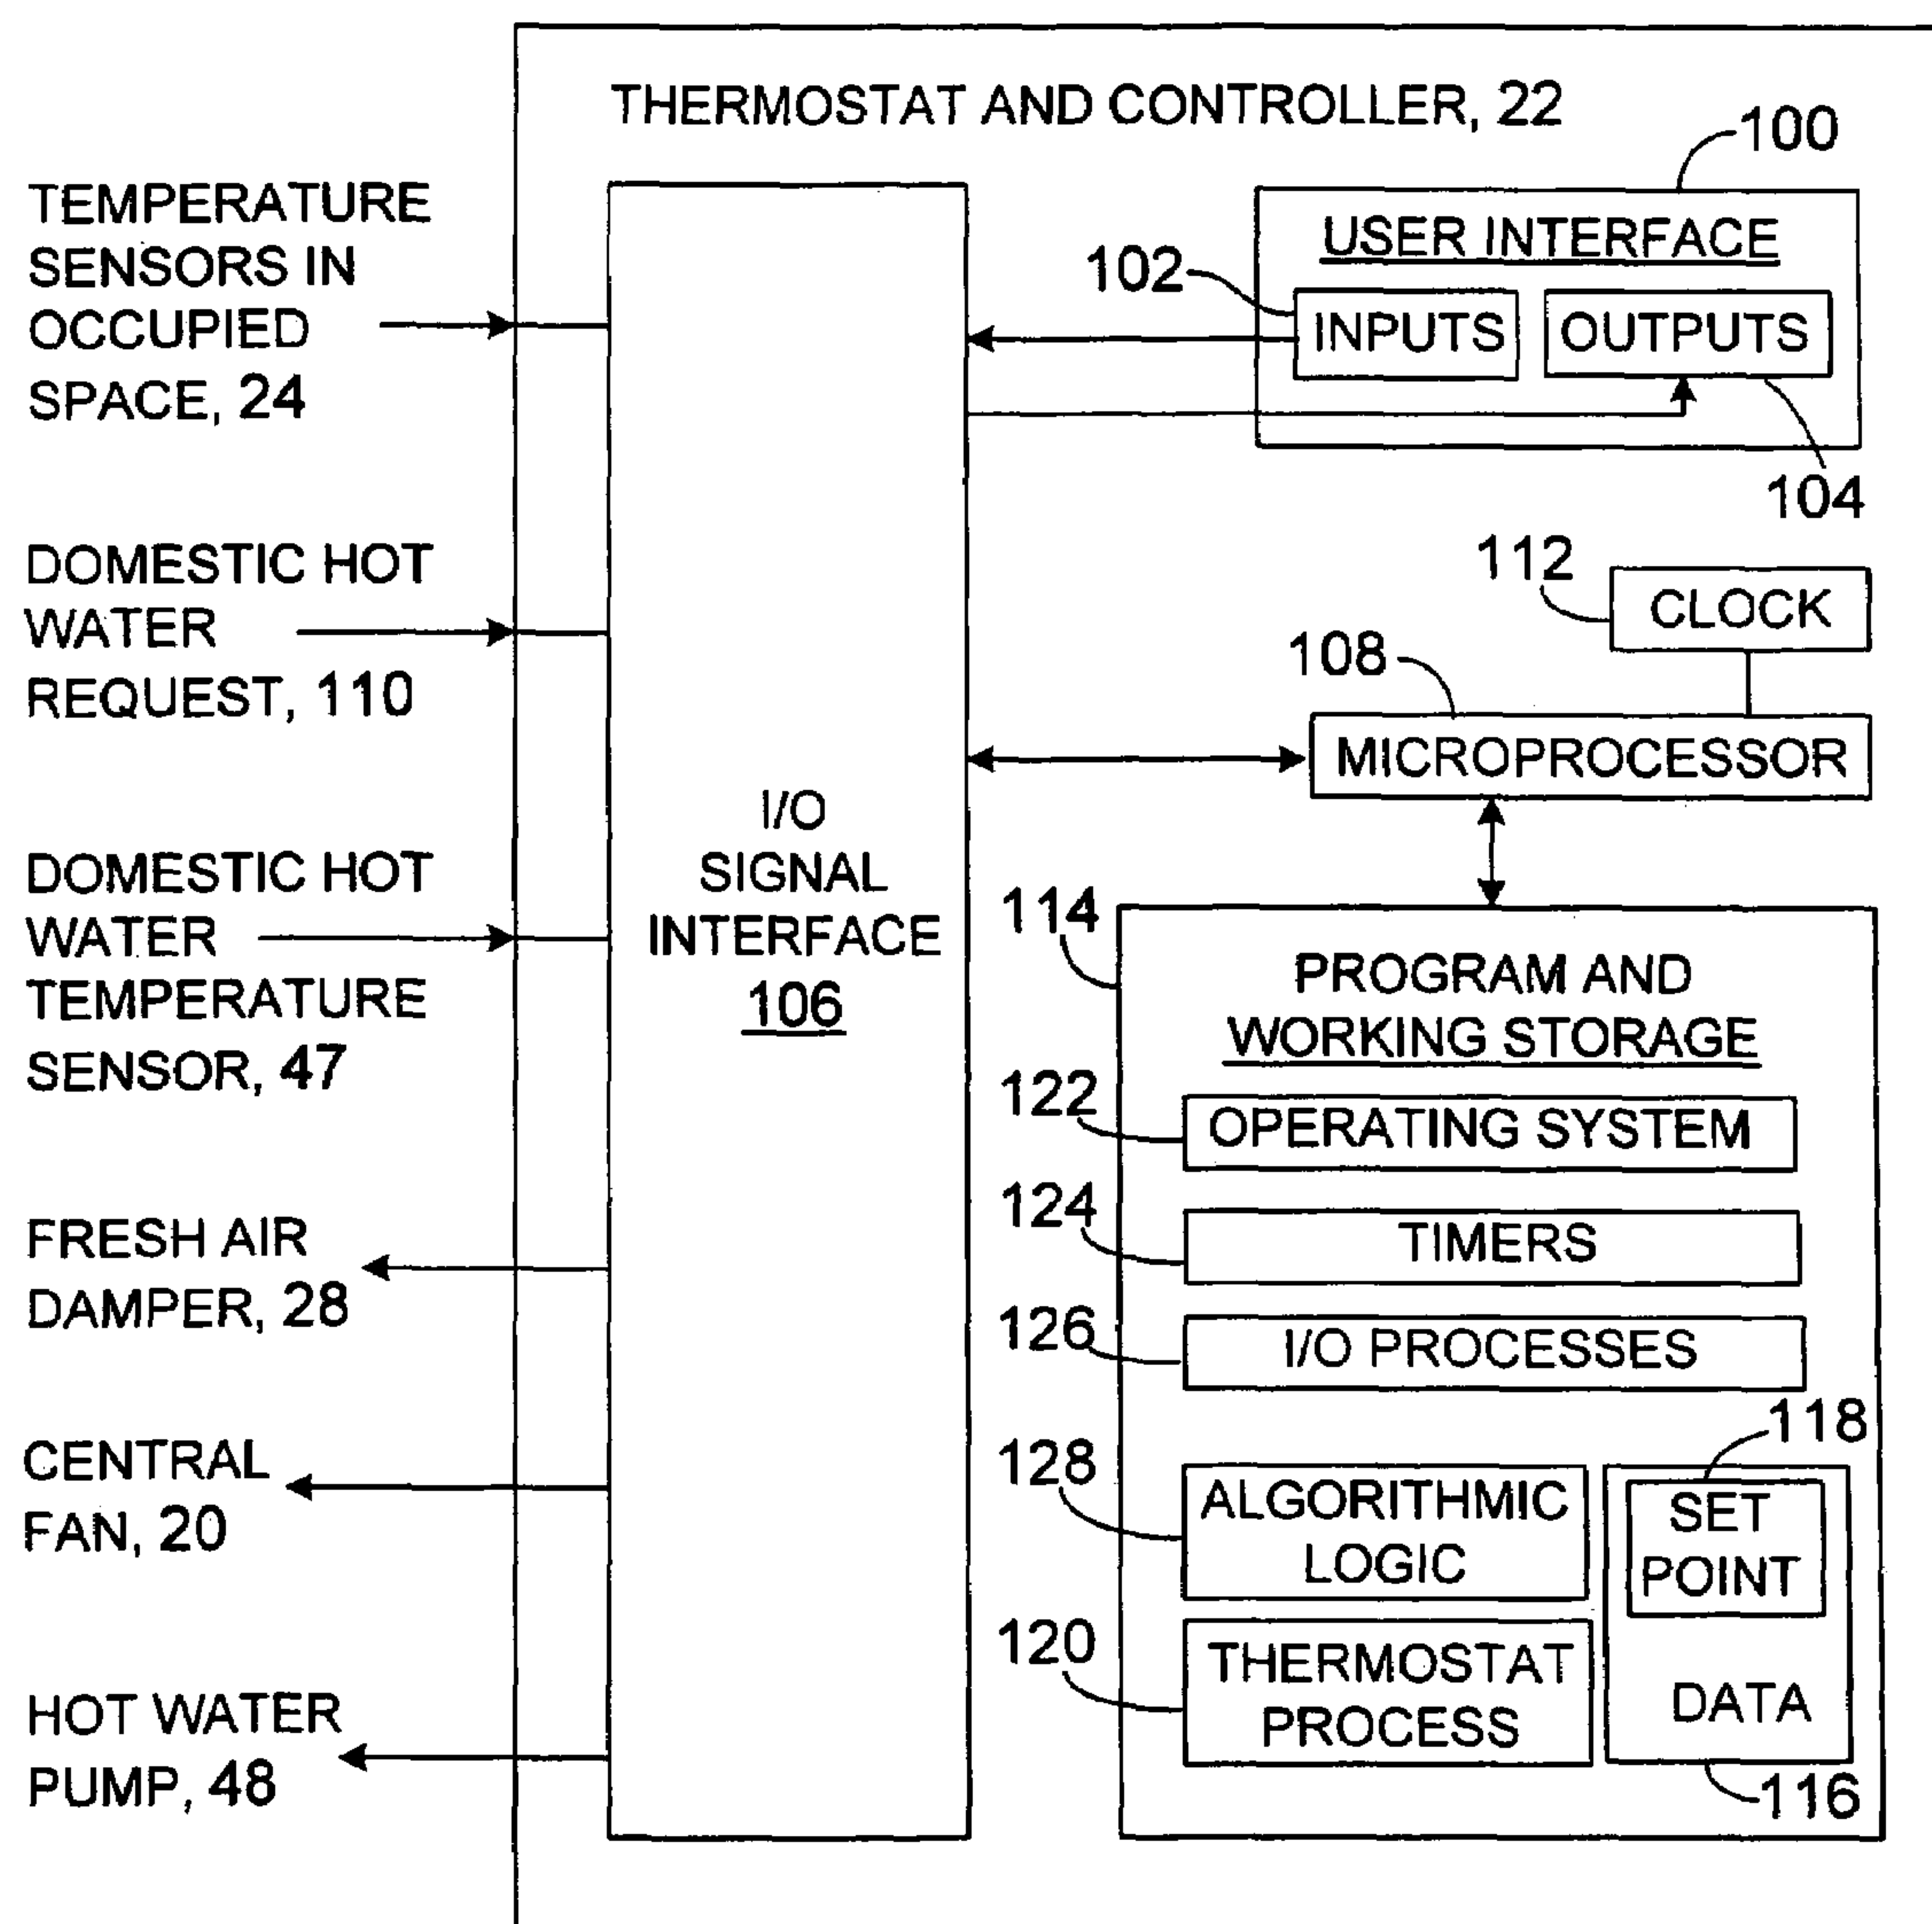 THERMOSTAT AND CONTROLLER, 22
100
TEMPERATURE
SENSORS IN
OCCUPIED
SPACE, 24
USER INTERFACE
102
INPUTS
OUTPUTS
104
DOMESTIC HOT
WATER
REQUEST, 110
112
CLOCK
108
MICROPROCESSOR
I/O
SIGNAL
INTERFACE
106
DOMESTIC HOT
WATER
TEMPERATURE
SENSOR, 47
114
PROGRAM AND
WORKING STORAGE
122
OPERATING SYSTEM
124
TIMERS
126
I/O PROCESSES
FRESH AIR
DAMPER, 28
CENTRAL
FAN, 20
118
128
ALGORITHMIC
LOGIC
SET
POINT
120
THERMOSTAT
PROCESS
DATA
116
HOT WATER
PUMP, 48